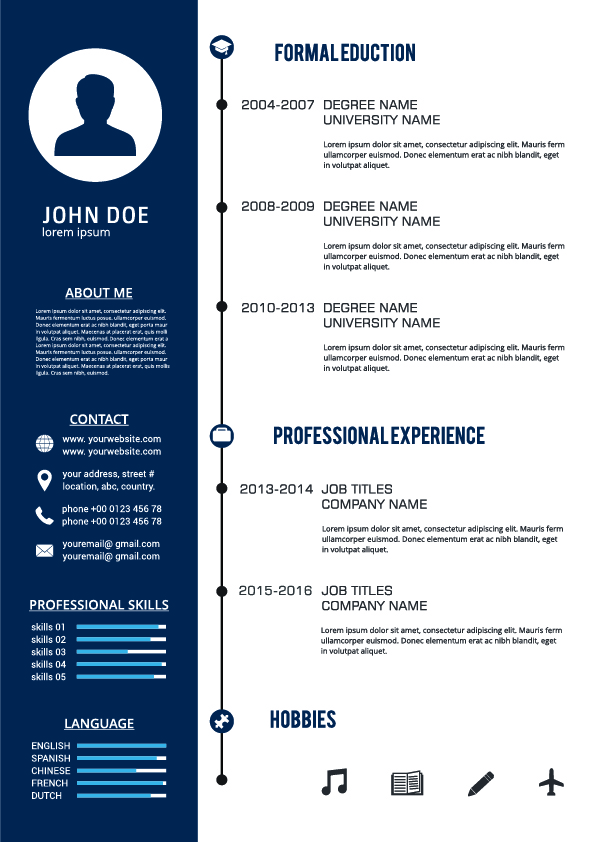 JOHN DOE
lorem ipsum
ABOUT ME
Lorem ipsum dolor sit amet, consectetur adipiscing elit.
Mauris fermentum luctus posuere. ullamcorper euismod.
Donec elementum erat ac nibh blandit, eget porta mauris
in volutpat aliquet. Maecenas at placerat erat. in mollis
ligula. Cras sem nibh, Donec elementum erat a
Lorem ipsum dolor sit amet, consectetur adipiscing elit.
Mauris fermentum luctus posuere. ullamcorper euismod.
Donec elementum erat ac nibh blandit, eget porta mauris
in volutpat aliquet. Maecenas at placerat erat. in mollis
ligula. Cras sem nibh, euismod.
CONTACT
www. yourwebsite.com
www. yourwebsite.com
your address, street #
location, abc, country.
phone +00 0123 456 78
phone +00 0123 456 78
youremail@ gmail.com
youremail@ gmail.com
PROFESSIONAL SKILLS
skills 01
skills 02
skills 03
skills 04
skills 05
LANGUAGE
ENGLISH
SPANISH
CHINESE
FRENCH
DUTCH
FORMAL EDUCTION
2004-2007 DEGREE NAME
UNIVERSITY NAME
Lorem ipsum dolor sit amet, consectetur adipiscing elit. Mauris ferm
ullamcorper euismod. Donec elementum erat ac nibh blandit, eget
in volutpat aliquet.
2008-2009 DEGREE NAME
UNIVERSITY NAME
Lorem ipsum dolor sit amet, consectetur adipiscing elit. Mauris ferm
ullamcorper euismod. Donec elementum erat ac nibh blandit, eget
in volutpat aliquet.
2010-2013 DEGREE NAME
UNIVERSITY NAME
Lorem ipsum dolor sit amet, consectetur adipiscing elit. Mauris ferm
ullamcorper euismod. Donec elementum erat ac nibh blandit, eget
in volutpat aliquet.
PROFESSIONAL EXPERIENCE
2013-2014 JOB TITLES
COMPANY NAME
Lorem ipsum dolor sit amet, consectetur adipiscing elit. Mauris ferm
ullamcorper euismod. Donec elementum erat ac nibh blandit, eget
in volutpat aliquet.
2015-2016 JOB TITLES
COMPANY NAME
Lorem ipsum dolor sit amet, consectetur adipiscing elit. Mauris ferm
ullamcorper euismod. Donec elementum erat ac nibh blandit, eget
in volutpat aliquet.
HOBBIES